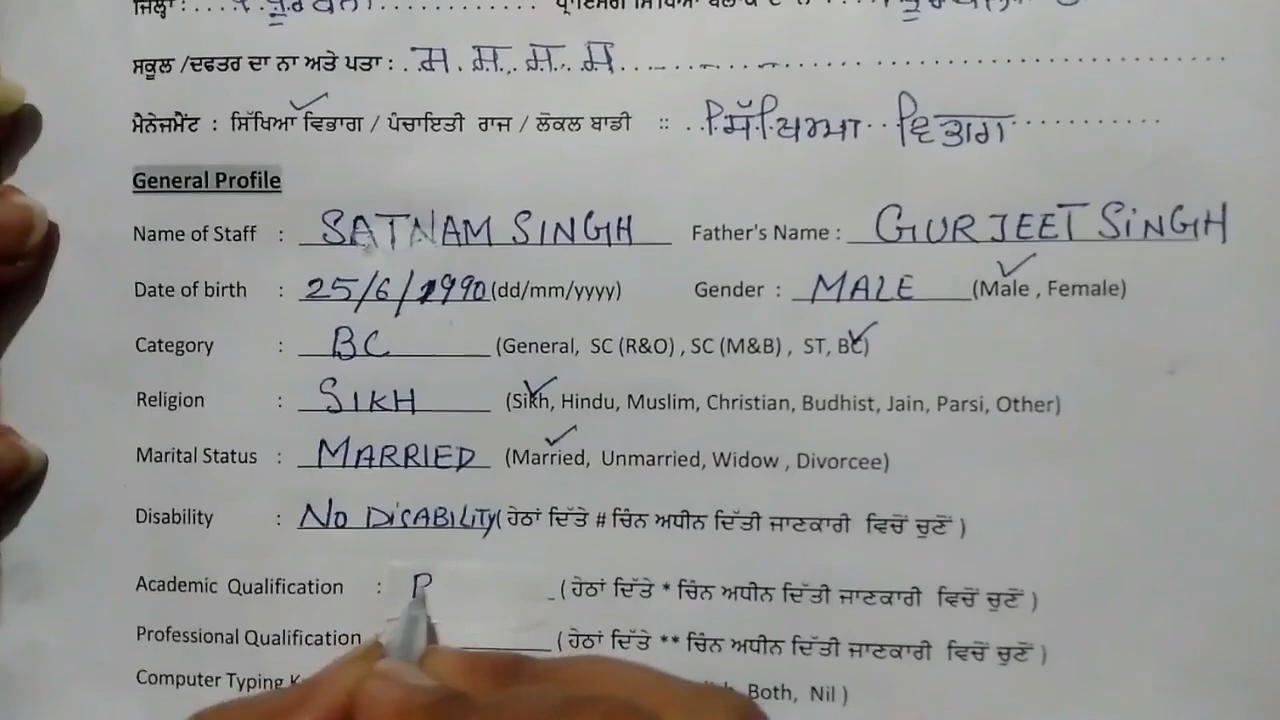 ਜ਼ਿਲ੍ਹਾ :
ਸਕੂਲ /ਦਫਤਰ ਦਾ ਨਾ ਅਤੇ ਪਤਾ : ਸ. ਸ. ਸ. ਸ
ਮੈਨੇਜਮੈਂਟ : ਸਿੱਖਿਆ ਵਿਭਾਗ / ਪੰਚਾਇਤੀ ਰਾਜ / ਲੋਕਲ ਬਾਡੀ :: ਸਿੱਖਿਆ ਵਿਭਾਗ
General Profile
Name of Staff : SATNAM SINGH Father's Name : GURJEET SINGH
Date of birth : 25/6/1990 (dd/mm/yyyy) Gender : MALE (Male , Female)
Category : BC (General, SC (R&O) , SC (M&B) , ST, BC)
Religion : SIKH (Sikh, Hindu, Muslim, Christian, Budhist, Jain, Parsi, Other)
Marital Status : MARRIED (Married, Unmarried, Widow , Divorcee)
Disability : NO DISABILITY ( ਹੇਠਾਂ ਦਿੱਤੇ # ਚਿੰਨ ਅਧੀਨ ਦਿੱਤੀ ਜਾਣਕਾਰੀ ਵਿਚੋਂ ਚੁਣੋਂ )
Academic Qualification : P ( ਹੇਠਾਂ ਦਿੱਤੇ * ਚਿੰਨ ਅਧੀਨ ਦਿੱਤੀ ਜਾਣਕਾਰੀ ਵਿਚੋਂ ਚੁਣੋਂ )
Professional Qualification ( ਹੇਠਾਂ ਦਿੱਤੇ ** ਚਿੰਨ ਅਧੀਨ ਦਿੱਤੀ ਜਾਣਕਾਰੀ ਵਿਚੋਂ ਚੁਣੋਂ )
Computer Typing Both, Nil )